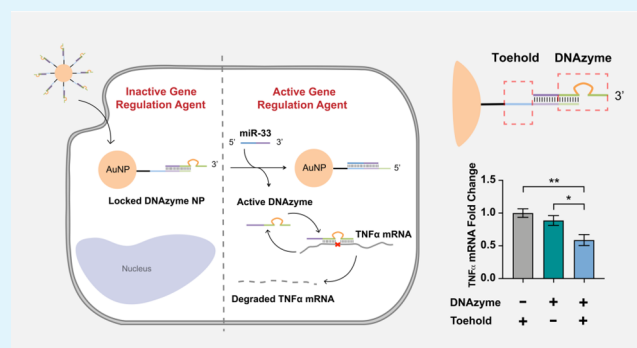 Inactive Gene
Regulation Agent
Active Gene
Regulation Agent
miR-33
5'
3'
AuNP
3'
Locked DNAzyme NP
AuNP
5'
Active DNAzyme
TNFα mRNA
Nucleus
Degraded TNFα mRNA
Toehold
DNAzyme
3'
TNFα mRNA Fold Change
1.5
1.0
0.5
0.0
**
*
DNAzyme − + +
Toehold + − +